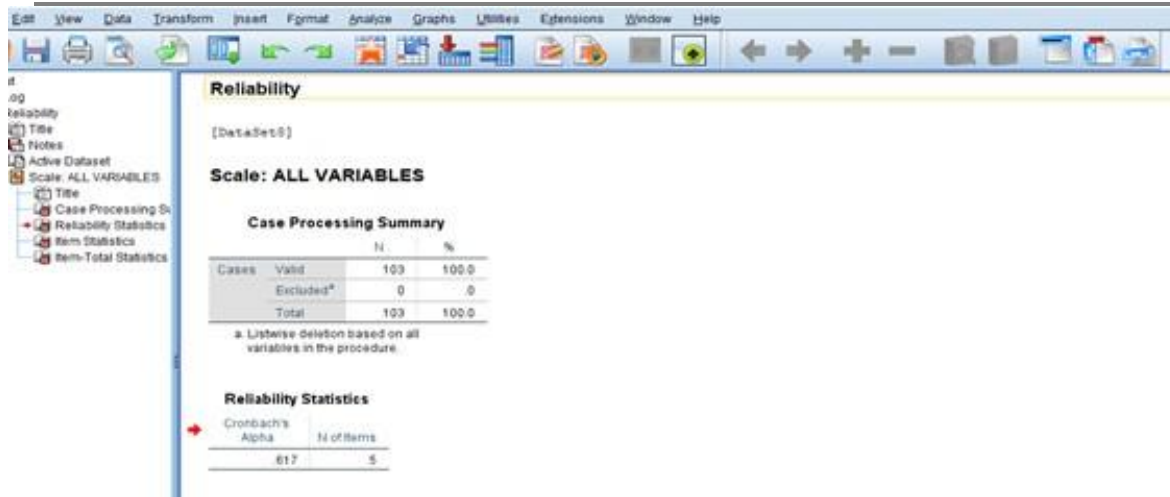 Edit View Data Transform Insert Format Analyze Graphs Utilities Extensions Window Help
Title
Notes
Active Dataset
Scale: ALL VARIABLES
Title
Case Processing
Reliability Statistics
Item Statistics
Item-Total Statistics
Reliability
[DataSet0]
Scale: ALL VARIABLES
Case Processing Summary
N %
Cases Valid 103 100.0
Excludedᵃ 0 .0
Total 103 100.0
a. Listwise deletion based on all
variables in the procedure.
Reliability Statistics
Cronbach's
Alpha N of Items
.617 5